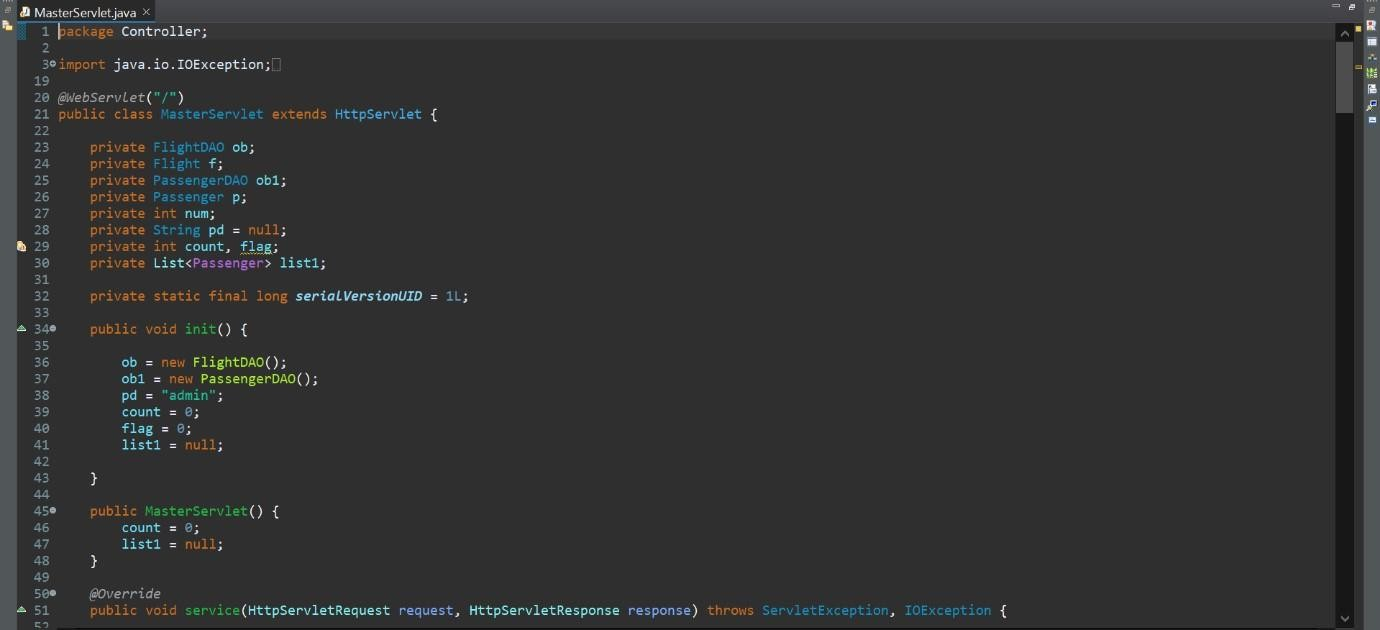 MasterServlet.java
1 package Controller;
2
3 import java.io.IOException;
19
20 @WebServlet("/")
21 public class MasterServlet extends HttpServlet {
22
23 private FlightDAO ob;
24 private Flight f;
25 private PassengerDAO ob1;
26 private Passenger p;
27 private int num;
28 private String pd = null;
29 private int count, flag;
30 private List<Passenger> list1;
31
32 private static final long serialVersionUID = 1L;
33
34 public void init() {
35
36 ob = new FlightDAO();
37 ob1 = new PassengerDAO();
38 pd = "admin";
39 count = 0;
40 flag = 0;
41 list1 = null;
42
43 }
44
45 public MasterServlet() {
46 count = 0;
47 list1 = null;
48 }
49
50 @Override
51 public void service(HttpServletRequest request, HttpServletResponse response) throws ServletException, IOException {
52